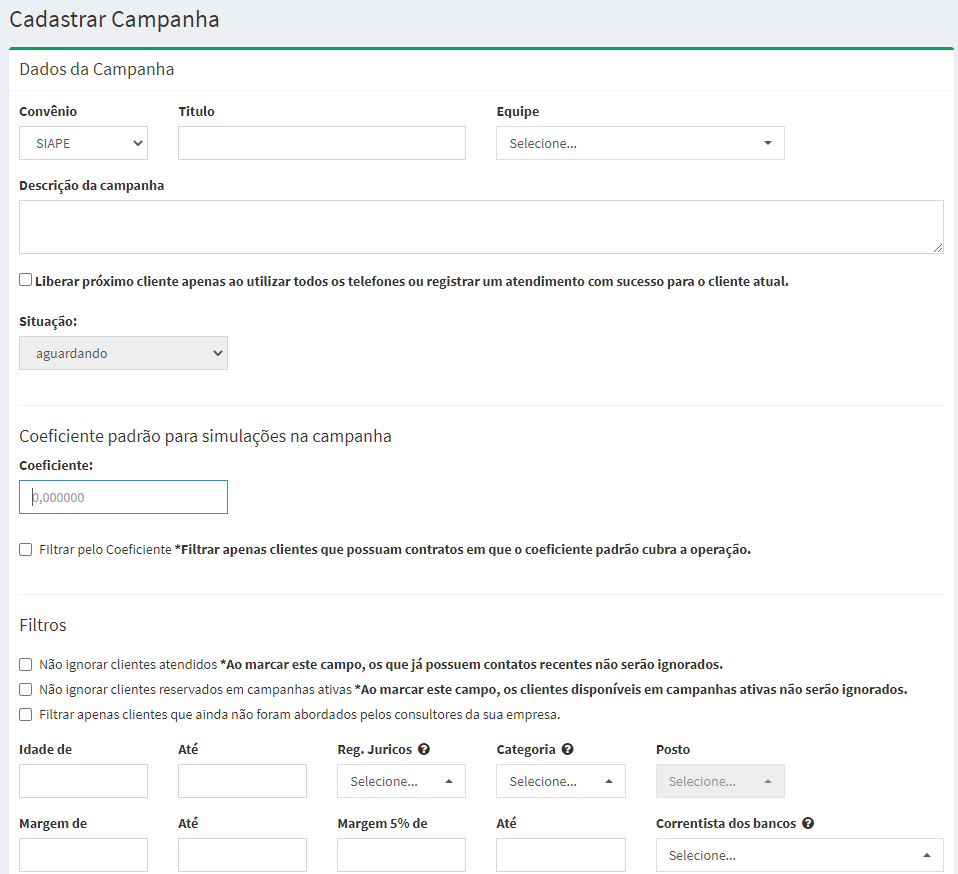 Cadastrar Campanha
Dados da Campanha
Convênio Titulo Equipe
SIAPE Selecione...
Descrição da campanha
Liberar próximo cliente apenas ao utilizar todos os telefones ou registrar um atendimento com sucesso para o cliente atual.
Situação:
aguardando
Coeficiente padrão para simulações na campanha
Coeficiente:
0,000000
FIltrar pelo Coeficiente *Filtrar apenas clientes que possuam contratos em que o coeficiente padrão cubra a operação.
Filtros
Não ignorar clientes atendidos *Ao marcar este campo, os que já possuem contatos recentes não serão ignorados.
Não ignorar clientes reservados em campanhas ativas *Ao marcar este campo, os clientes disponíveis em campanhas ativas não serão ignorados.
Filtrar apenas clientes que ainda não foram abordados pelos consultores da sua empresa.
Idade de Até Reg. Juricos ? Categoria ? Posto
Selecione... Selecione... Selecione...
Margem de Até Margem 5% de Até Correntista dos bancos ?
Selecione...